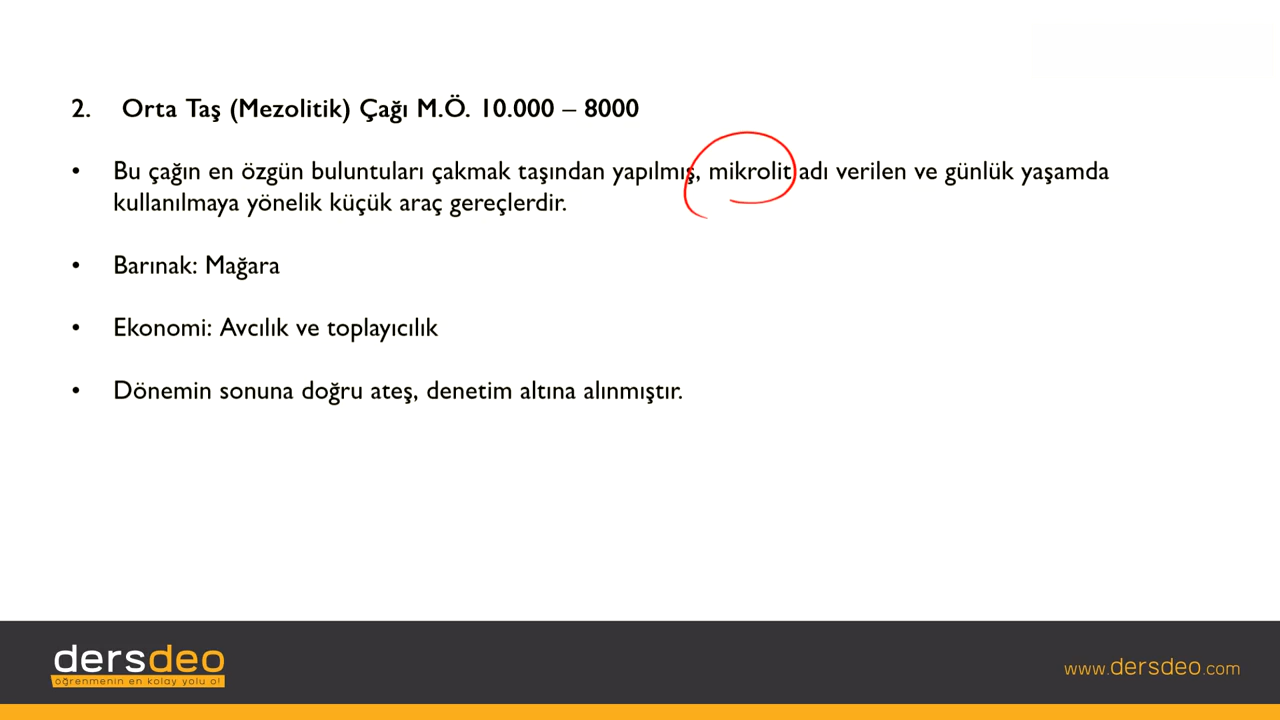 2. Orta Taş (Mezolitik) Çağı M.Ö. 10.000 – 8000
• Bu çağın en özgün buluntuları çakmak taşından yapılmış, mikrolit adı verilen ve günlük yaşamda
kullanılmaya yönelik küçük araç gereçlerdir.
• Barınak: Mağara
• Ekonomi: Avcılık ve toplayıcılık
• Dönemin sonuna doğru ateş, denetim altına alınmıştır.
dersdeo
öğrenmenin en kolay yolu o!
www.dersdeo.com